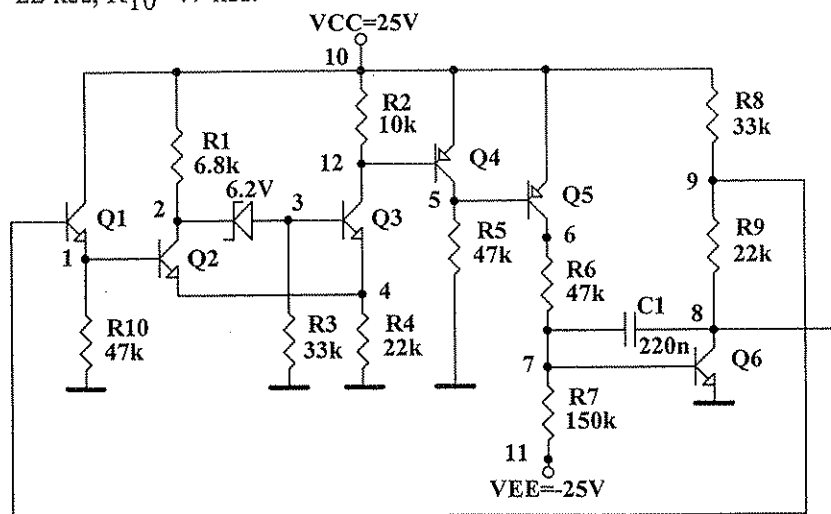 VCC=25V
10
R2
10k
R8
33k
R1
6.8k
12
Q4
6.2V
9
Q5
2
3
5
Q1
Q3
Q2
R5
47k
6
R9
22k
1
R6
47k
4
C1
8
R10
47k
R3
33k
R4
22k
220n
Q6
7
R7
150k
11
VEE=-25V